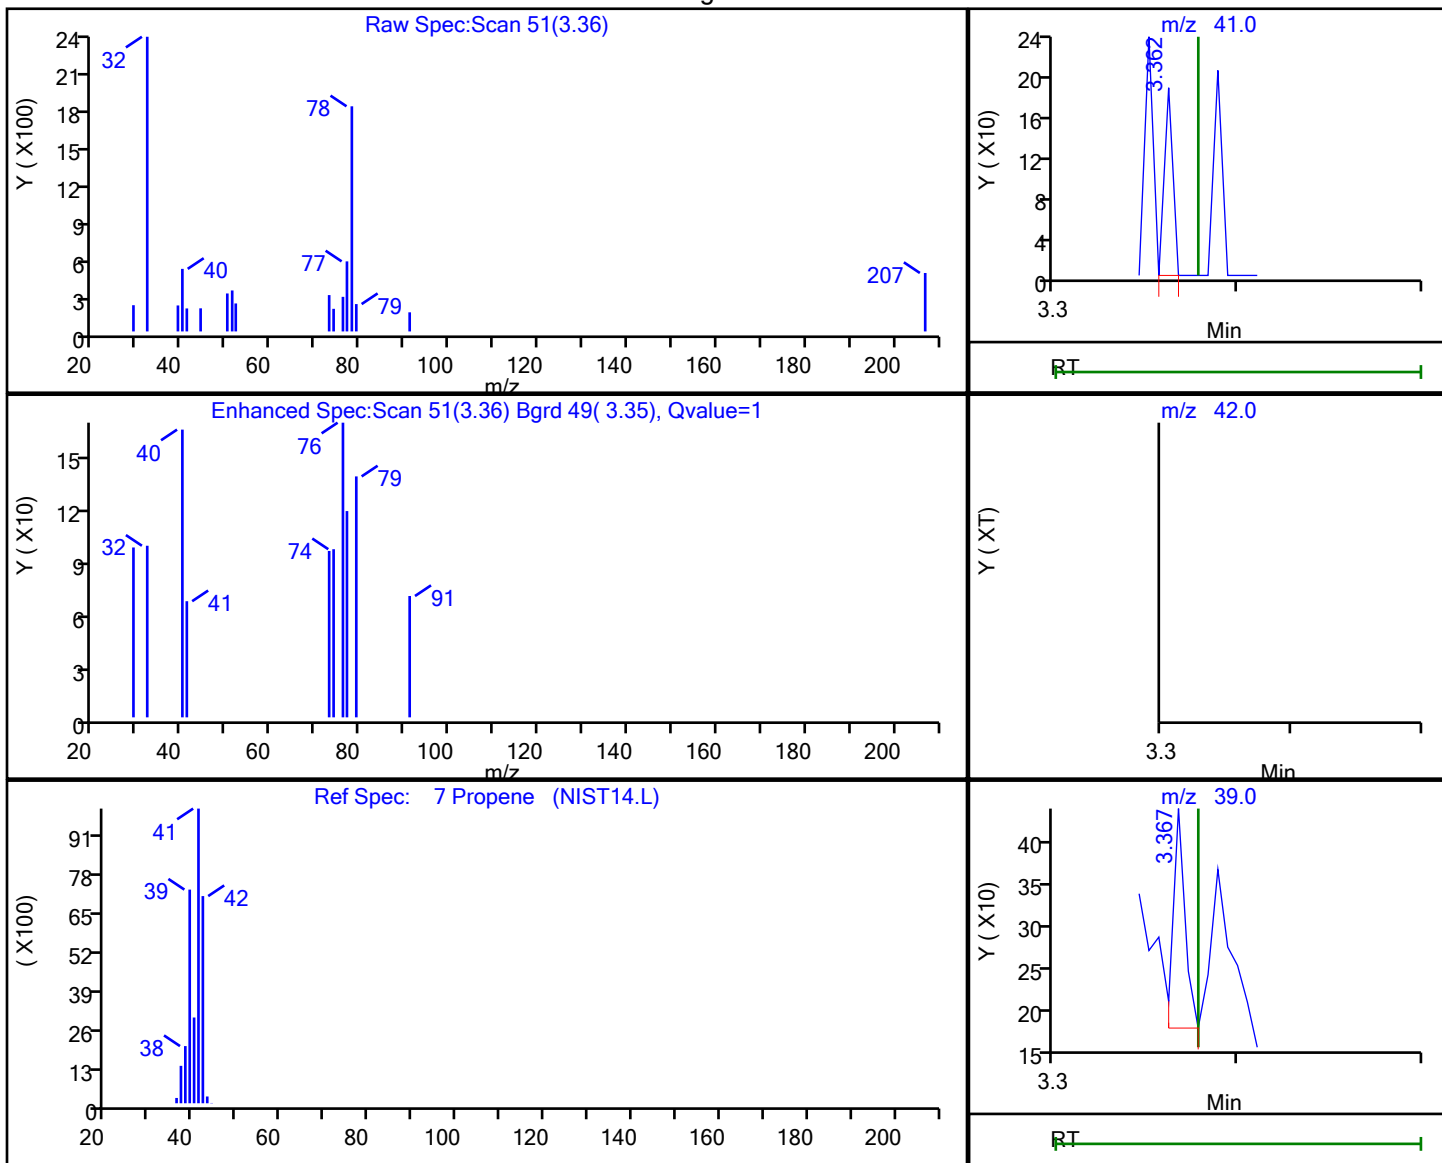 Raw Spec:Scan 51(3.36)
Y ( X100)
24
21
18
15
12
9
6
3
0
32
40
77
78
79
207
20 40 60 80 100 120 140 160 180 200
m/z
m/z 41.0
Y ( X10)
24
20
16
12
8
4
0
3.362
3.3
Min
RT
Enhanced Spec:Scan 51(3.36) Bgrd 49( 3.35), Qvalue=1
Y ( X10)
15
12
9
6
3
0
32
40
41
74
76
79
91
20 40 60 80 100 120 140 160 180 200
m/z
m/z 42.0
Y ( XT)
3.3
Min
Ref Spec: 7 Propene (NIST14.L)
( X100)
91
78
65
52
39
26
13
0
38
39
41
42
20 40 60 80 100 120 140 160 180 200
m/z 39.0
Y ( X10)
40
35
30
25
20
15
3.367
3.3
Min
RT